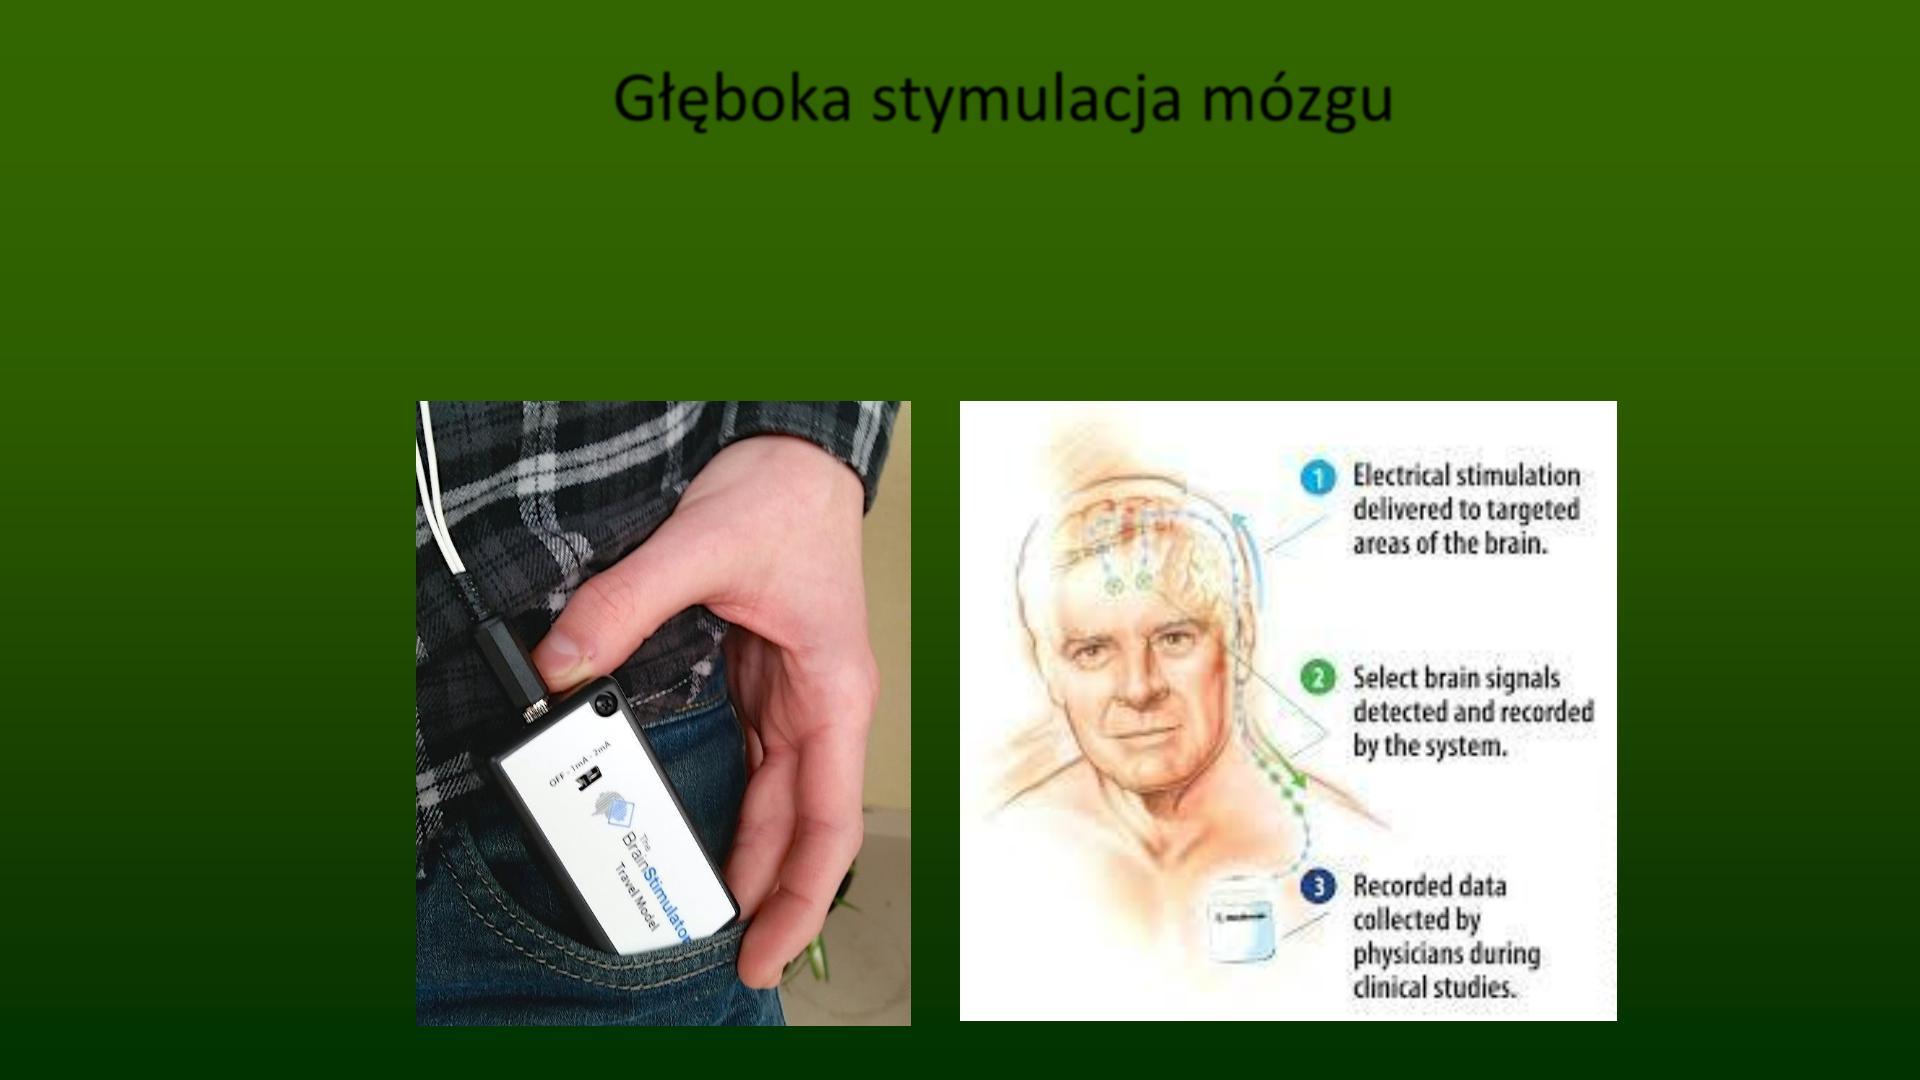 Głęboka stymulacja mózgu
OFF - 1mA - 2mA
The
BrainStimulator
Travel Model
1 Electrical stimulation
delivered to targeted
areas of the brain.
2 Select brain signals
detected and recorded
by the system.
3 Recorded data
collected by
physicians during
clinical studies.